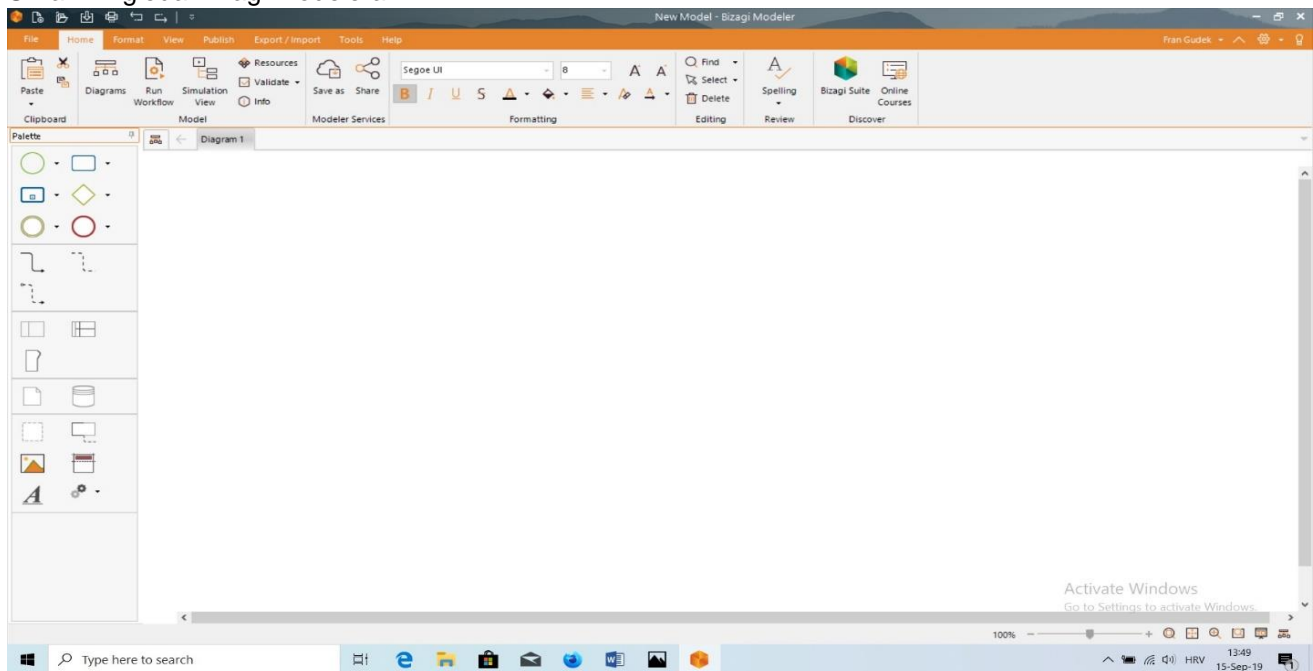 New Model - Bizagi Modeler
File Home Format View Publish Export / Import Tools Help Fran Gudek
Paste
Clipboard
Diagrams
Run Workflow
Simulation View
Resources
Validate
Info
Model
Save as Share
Modeler Services
Segoe UI 8
B I U S
Formatting
Find
Select
Delete
Editing
Spelling
Review
Bizagi Suite
Online Courses
Discover
Palette
Diagram 1
A
Activate Windows
Go to Settings to activate Windows.
100%
Type here to search
HRV
13:49
15-Sep-19